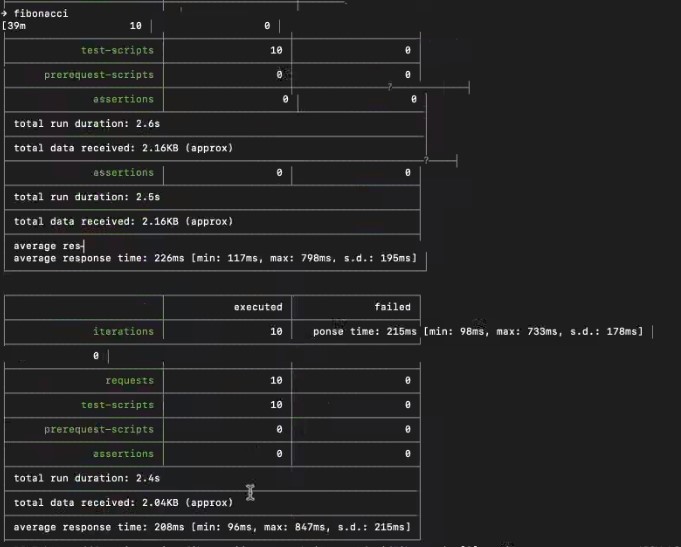 → fibonacci
[39m 10 | 0 |
test-scripts 10 0
prerequest-scripts 0 0
assertions 0 0
total run duration: 2.6s
total data received: 2.16KB (approx)
assertions 0 0
total run duration: 2.5s
total data received: 2.16KB (approx)
average res
average response time: 226ms [min: 117ms, max: 798ms, s.d.: 195ms]
executed failed
iterations 10 ponse time: 215ms [min: 98ms, max: 733ms, s.d.: 178ms] |
0 |
requests 10 0
test-scripts 10 0
prerequest-scripts 0 0
assertions 0 0
total run duration: 2.4s
total data received: 2.04KB (approx)
average response time: 208ms [min: 96ms, max: 847ms, s.d.: 215ms]